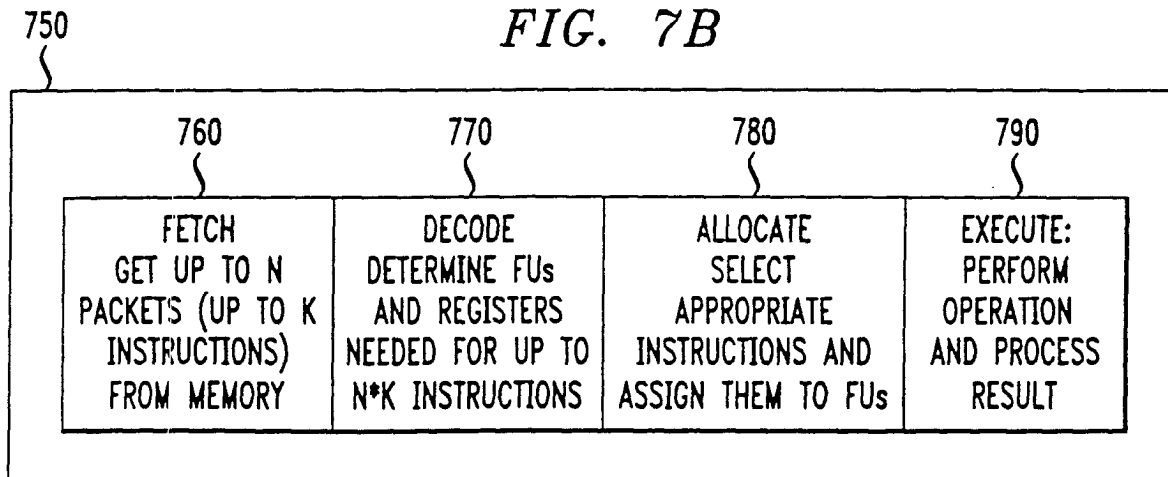 750
FIG. 7B
760
770
780
790
FETCH
GET UP TO N
PACKETS (UP TO K
INSTRUCTIONS)
FROM MEMORY
DECODE
DETERMINE FUs
AND REGISTERS
NEEDED FOR UP TO
N*K INSTRUCTIONS
ALLOCATE
SELECT
APPROPRIATE
INSTRUCTIONS AND
ASSIGN THEM TO FUs
EXECUTE:
PERFORM
OPERATION
AND PROCESS
RESULT